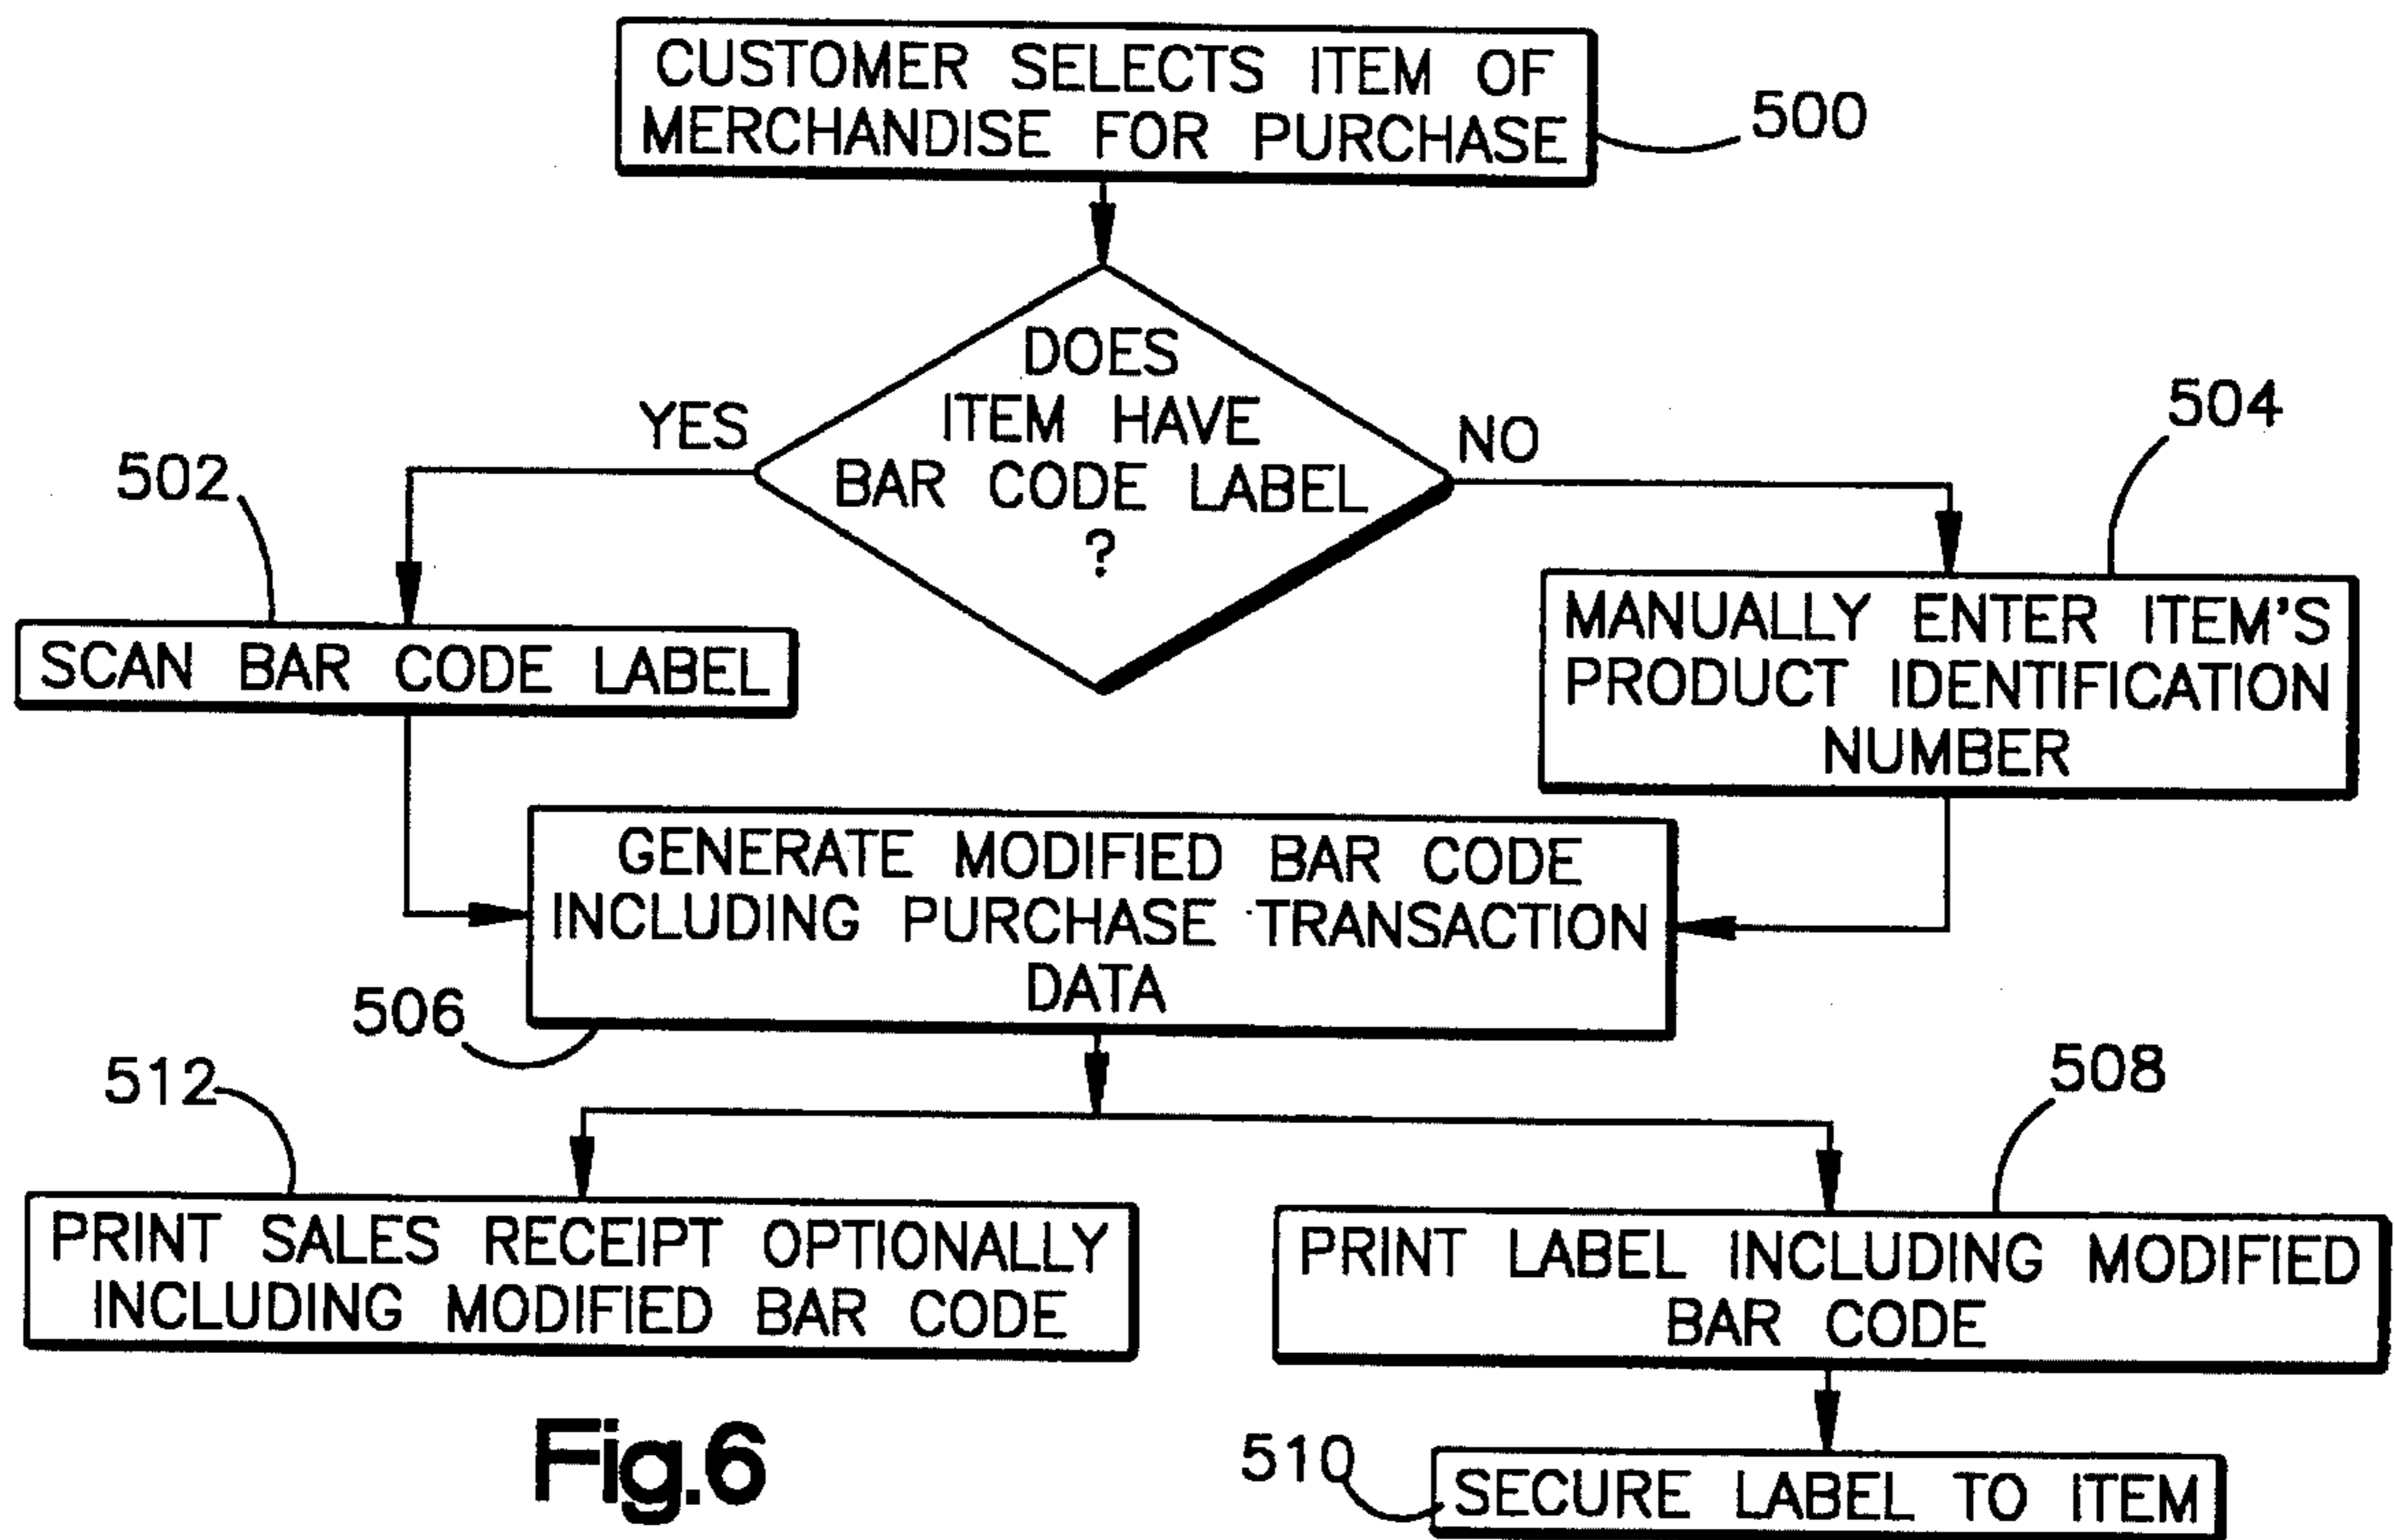 CUSTOMER SELECTS ITEM OF
MERCHANDISE FOR PURCHASE
500
DOES
ITEM HAVE
BAR CODE LABEL
?
YES
NO
502
504
SCAN BAR CODE LABEL
MANUALLY ENTER ITEM'S
PRODUCT IDENTIFICATION
NUMBER
GENERATE MODIFIED BAR CODE
INCLUDING PURCHASE TRANSACTION
DATA
506
512
508
PRINT SALES RECEIPT OPTIONALLY
INCLUDING MODIFIED BAR CODE
PRINT LABEL INCLUDING MODIFIED
BAR CODE
510
SECURE LABEL TO ITEM
Fig.6